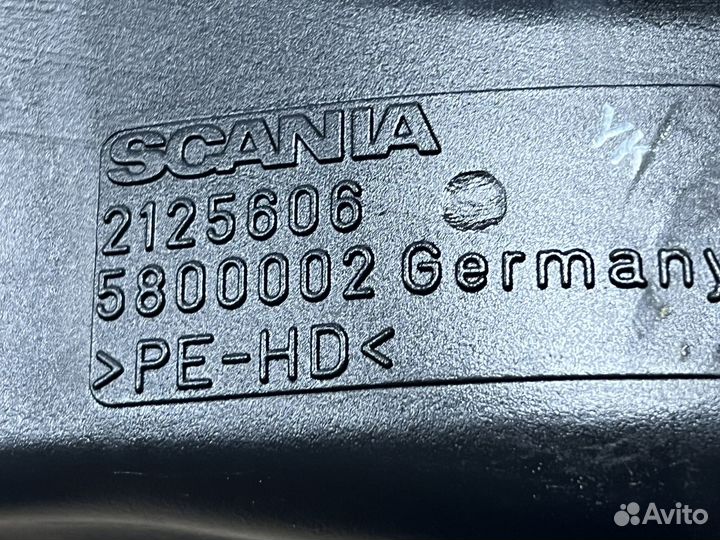 SCANIA
2125606
5800002 Germany
>PE-HD<
Avito